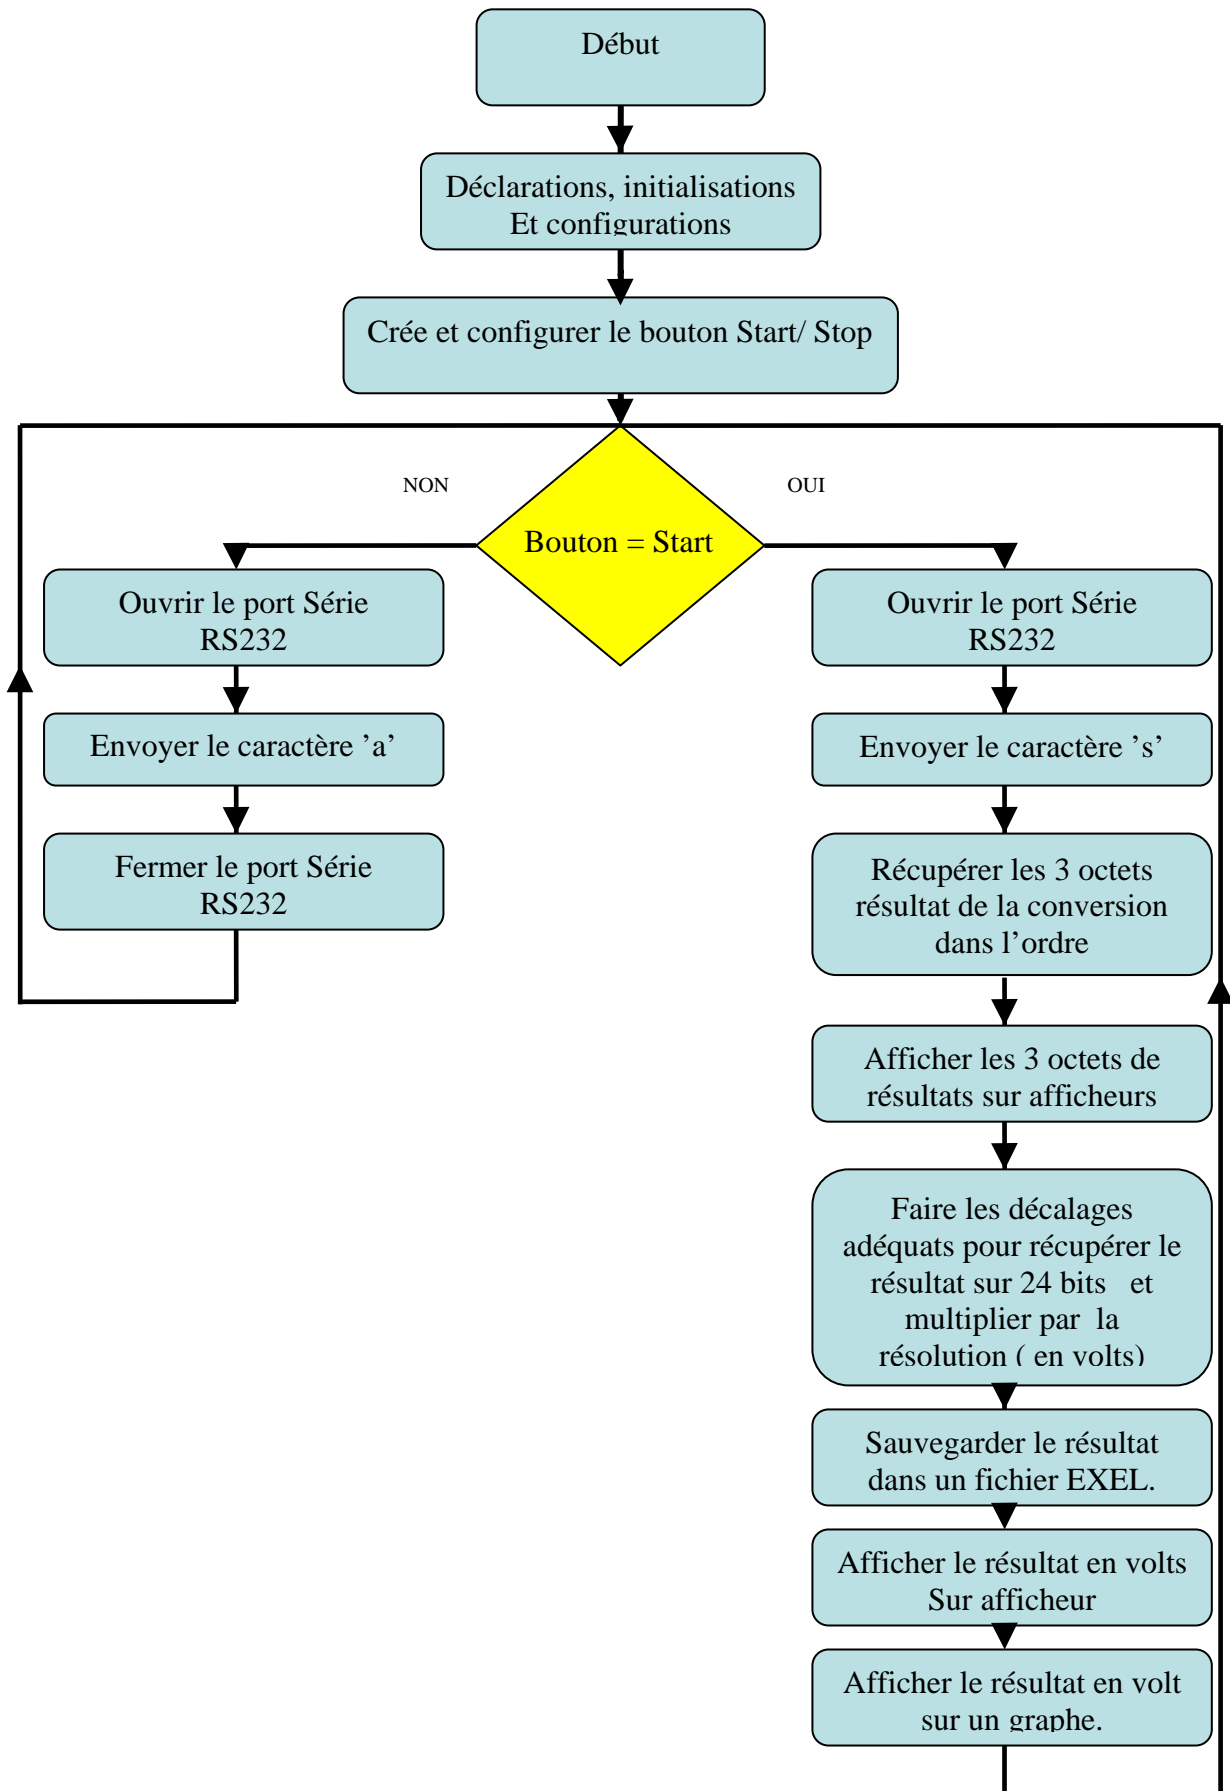 Début
Déclarations, initialisations
Et configurations
Crée et configurer le bouton Start/ Stop
NON
OUI
Bouton = Start
Ouvrir le port Série
RS232
Envoyer le caractère ’a’
Fermer le port Série
RS232
Ouvrir le port Série
RS232
Envoyer le caractère ’s’
Récupérer les 3 octets
résultat de la conversion
dans l’ordre
Afficher les 3 octets de
résultats sur afficheurs
Faire les décalages
adéquats pour récupérer le
résultat sur 24 bits   et
multiplier par  la
résolution ( en volts)
Sauvegarder le résultat
dans un fichier EXEL.
Afficher le résultat en volts
Sur afficheur
Afficher le résultat en volt
sur un graphe.